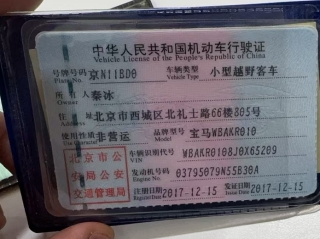 中华人民共和国机动车行驶证
Vehicle License of the People's Republic of China
号牌号码 京N11BD0 车辆类型 小型越野客车
Plate No. Vehicle Type
所有人 秦冰
Owner
住址 北京市西城区北礼士路66楼805号
使用性质 非营运 品牌型号 宝马WBAKR010
Use Character Model
北京市公 车辆识别代号 WBAKR0108J0X65209
VIN
安局公安 发动机号码 03795079N55B30A
Engine No.
交通管理局 注册日期 2017-12-15 发证日期 2017-12-15
Register Date Issue Date